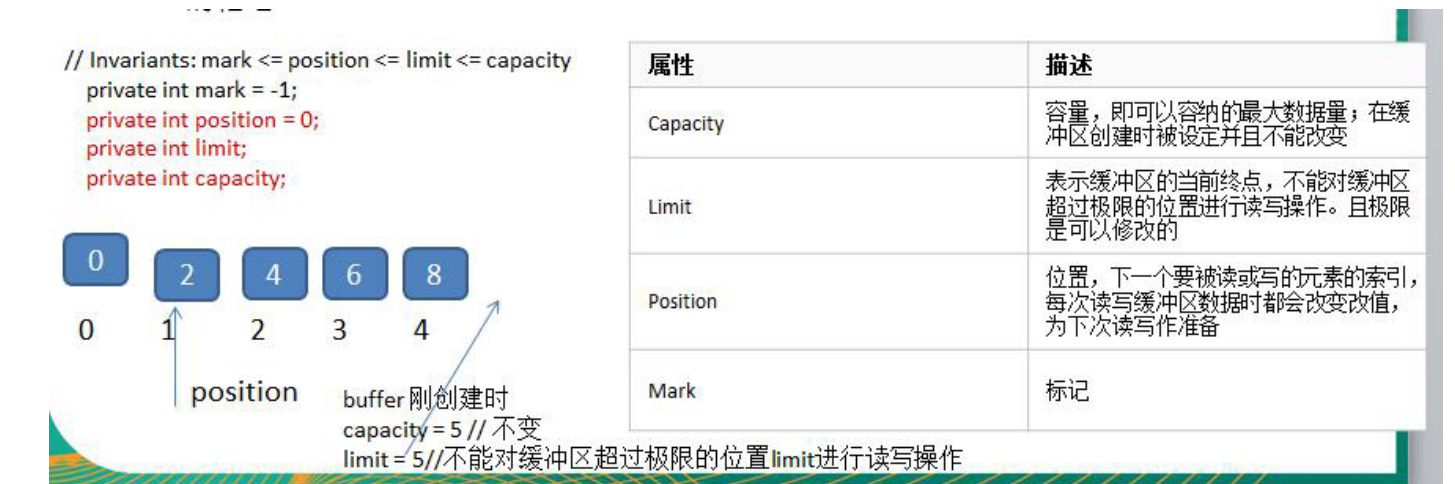 // Invariants: mark <= position <= limit <= capacity
private int mark = -1;
private int position = 0;
private int limit;
private int capacity;
0
2
4
6
8
0
1
2
3
4
position
buffer 刚创建时
capacity = 5 // 不变
limit = 5//不能对缓冲区超过极限的位置limit进行读写操作
属性
描述
Capacity
容量，即可以容纳的最大数据量；在缓
冲区创建时被设定并且不能改变
Limit
表示缓冲区的当前终点，不能对缓冲区
超过极限的位置进行读写操作。且极限
是可以修改的
Position
位置，下一个要被读或写的元素的索引，
每次读写缓冲区数据时都会改变改值，
为下次读写作准备
Mark
标记